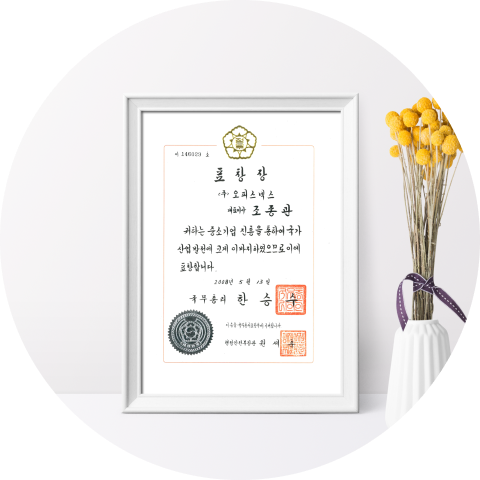 제 146029 호
표 창 장
(주) 오피스넥스
대표이사 조 종 관
귀하는 중소기업 진흥을 통하여 국가
산업발전에 크게 이바지하였으므로 이에
표창합니다.
2008년 5월 13일
국무총리 한 승 수